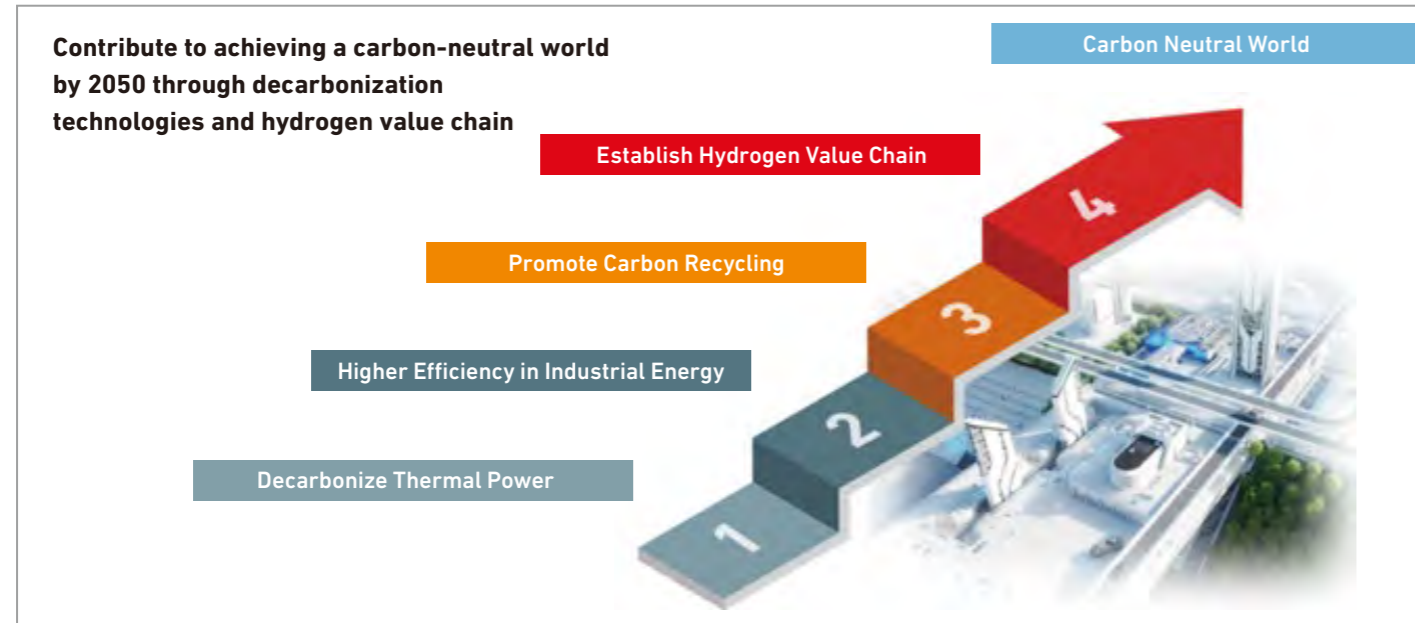 Contribute to achieving a carbon-neutral world
by 2050 through decarbonization
technologies and hydrogen value chain
Carbon Neutral World
Establish Hydrogen Value Chain
4
Promote Carbon Recycling
3
Higher Efficiency in Industrial Energy
2
Decarbonize Thermal Power
1